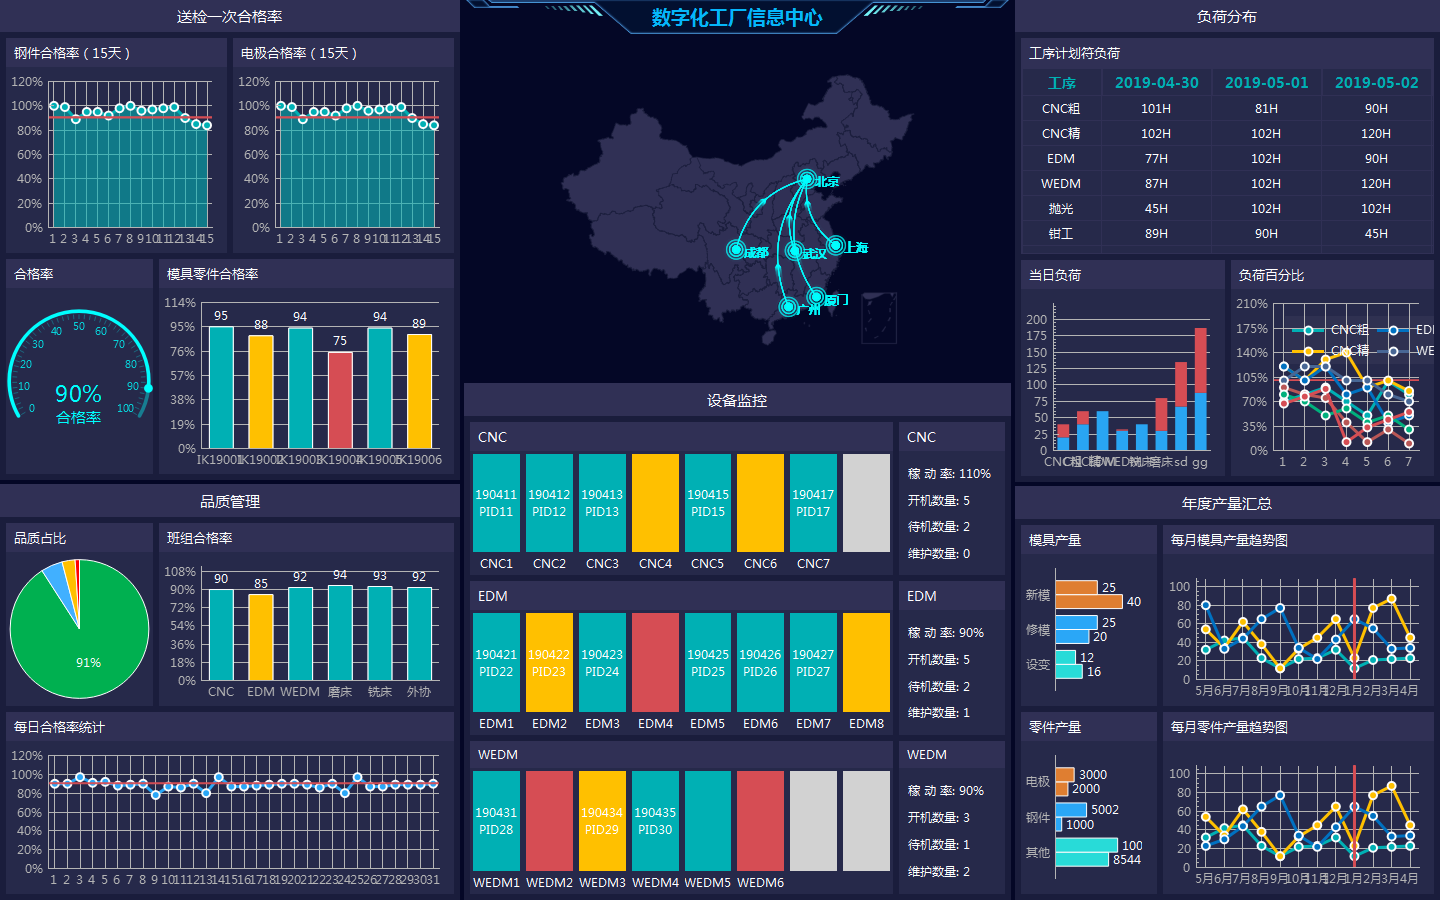 送检一次合格率
钢件合格率（15天）
120%
100%
80%
60%
40%
20%
0%
1 2 3 4 5 6 7 8 9 10 11 12 13 14 15
电极合格率（15天）
120%
100%
80%
60%
40%
20%
0%
1 2 3 4 5 6 7 8 9 10 11 12 13 14 15
合格率
0 10 20 30 40 50 60 70 80 90 100
90%
合格率
模具零件合格率
114%
95%
76%
57%
38%
19%
0%
95 88 94 75 94 89
IK19001 IK19002 IK19003 IK19004 IK19005 IK19006
品质管理
品质占比
91%
班组合格率
108%
90%
72%
54%
36%
18%
0%
90 85 92 94 93 92
CNC EDM WEDM 磨床 铣床 外协
每日合格率统计
120%
100%
80%
60%
40%
20%
0%
1 2 3 4 5 6 7 8 9 10 11 12 13 14 15 16 17 18 19 20 21 22 23 24 25 26 27 28 29 30 31
数字化工厂信息中心
北京
成都
武汉
上海
厦门
广州
设备监控
CNC
190411 190412 190413 190415 190417
PID11 PID12 PID13 PID15 PID17
CNC1 CNC2 CNC3 CNC4 CNC5 CNC6 CNC7
CNC
稼 动 率: 110%
开机数量: 5
待机数量: 2
维护数量: 0
EDM
190421 190422 190423 190425 190426 190427
PID22 PID23 PID24 PID25 PID26 PID27
EDM1 EDM2 EDM3 EDM4 EDM5 EDM6 EDM7 EDM8
EDM
稼 动 率: 90%
开机数量: 5
待机数量: 2
维护数量: 1
WEDM
190431 190434 190435
PID28 PID29 PID30
WEDM1 WEDM2 WEDM3 WEDM4 WEDM5 WEDM6
WEDM
稼 动 率: 90%
开机数量: 3
待机数量: 1
维护数量: 2
负荷分布
工序计划符负荷
工序 2019-04-30 2019-05-01 2019-05-02
CNC粗 101H 81H 90H
CNC精 102H 102H 120H
EDM 77H 102H 90H
WEDM 87H 102H 120H
抛光 45H 102H 102H
钳工 89H 90H 45H
当日负荷
200
175
150
125
100
75
50
25
0
CNC粗 CNC精 EDM WEDM 铣床 磨床 sd gg
负荷百分比
210%
175%
140%
105%
70%
35%
0%
CNC粗 EDI
CNC精 WE
1 2 3 4 5 6 7
年度产量汇总
模具产量
新模 25
40
修模 25
20
设变 12
16
每月模具产量趋势图
100
80
60
40
20
0
5月 6月 7月 8月 9月 10月 11月 12月 1月 2月 3月 4月
零件产量
电极 3000
2000
钢件 5002
1000
其他 100
8544
每月零件产量趋势图
100
80
60
40
20
0
5月 6月 7月 8月 9月 10月 11月 12月 1月 2月 3月 4月